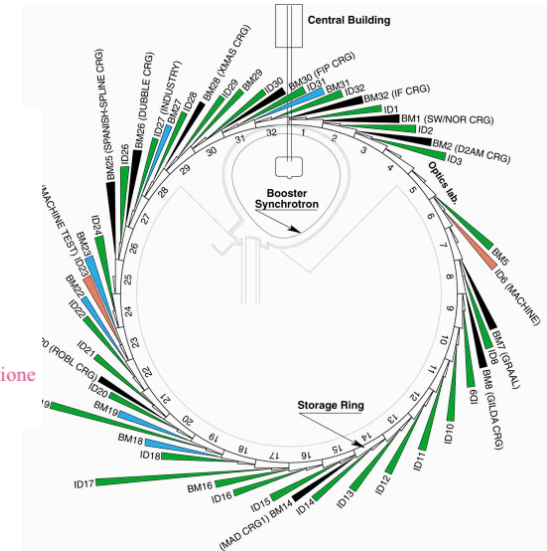 Central Building
BM25 (SPANISH-SPLINE CRG)
ID26
BM26 (DUBBLE CRG)
ID27 (INDUSTRY)
BM27
ID28
BM28 (XMAS CRG)
ID29
BM29
ID30
BM30 (FIP CRG)
ID31
BM31
ID32
BM32 (IF CRG)
ID1
BM1 (SW/NOR CRG)
ID2
BM2 (D2AM CRG)
ID3
Optics lab.
BM5
ID6 (MACHINE)
BM7 (GRAAL)
ID8
BM8 (GILDA CRG)
ID9
ID10
ID11
ID12
ID13
ID14
(MAD CRG1) BM14
ID15
ID16
BM16
ID17
ID18
BM18
BM19
ID20
(ROBL CRG)
ID21
ID22
BM22
(MACHINE TEST) ID23
BM23
ID24
Booster
Synchrotron
Storage Ring
1
2
3
4
5
6
7
8
9
10
11
12
13
14
15
16
17
18
19
20
21
22
23
24
25
26
27
28
29
30
31
32
ione